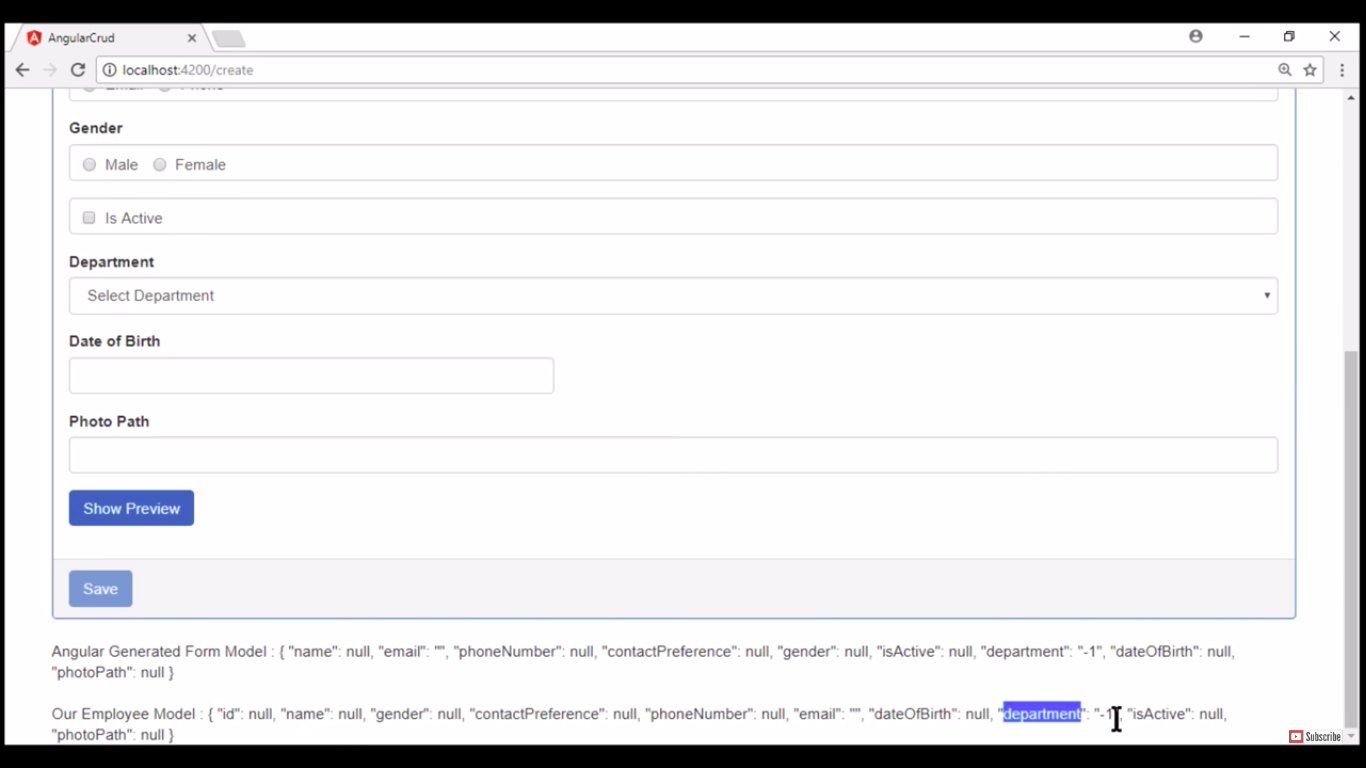 AngularCrud
localhost:4200/create
Email Phone
Gender
Male Female
Is Active
Department
Select Department
Date of Birth
Photo Path
Show Preview
Save
Angular Generated Form Model : { "name": null, "email": "", "phoneNumber": null, "contactPreference": null, "gender": null, "isActive": null, "department": "-1", "dateOfBirth": null,
"photoPath": null }
Our Employee Model : { "id": null, "name": null, "gender": null, "contactPreference": null, "phoneNumber": null, "email": "", "dateOfBirth": null, "department": "-1", "isActive": null,
"photoPath": null }
Subscribe